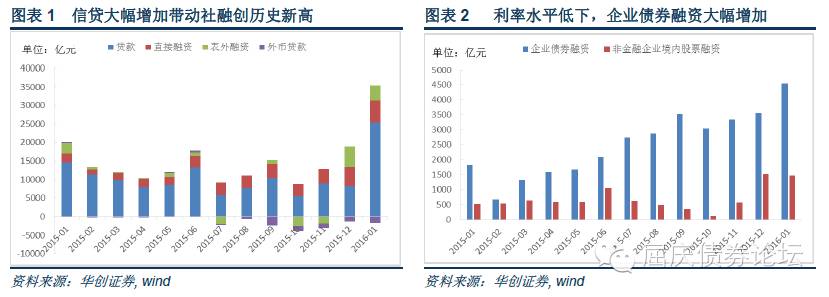 图表 1 信贷大幅增加带动社融创历史新高
单位：亿元
贷款 直接融资 表外融资 外币贷款
40000
35000
30000
25000
20000
15000
10000
5000
0
-5000
-10000
2015-01 2015-02 2015-03 2015-04 2015-05 2015-06 2015-07 2015-08 2015-09 2015-10 2015-11 2015-12 2016-01
资料来源：华创证券, wind
图表 2 利率水平低下，企业债券融资大幅增加
单位：亿元
企业债券融资 非金融企业境内股票融资
5000
4500
4000
3500
3000
2500
2000
1500
1000
500
0
2015-01 2015-02 2015-03 2015-04 2015-05 2015-06 2015-07 2015-08 2015-09 2015-10 2015-11 2015-12 2016-01
资料来源：华创证券, wind
屈庆债券论坛